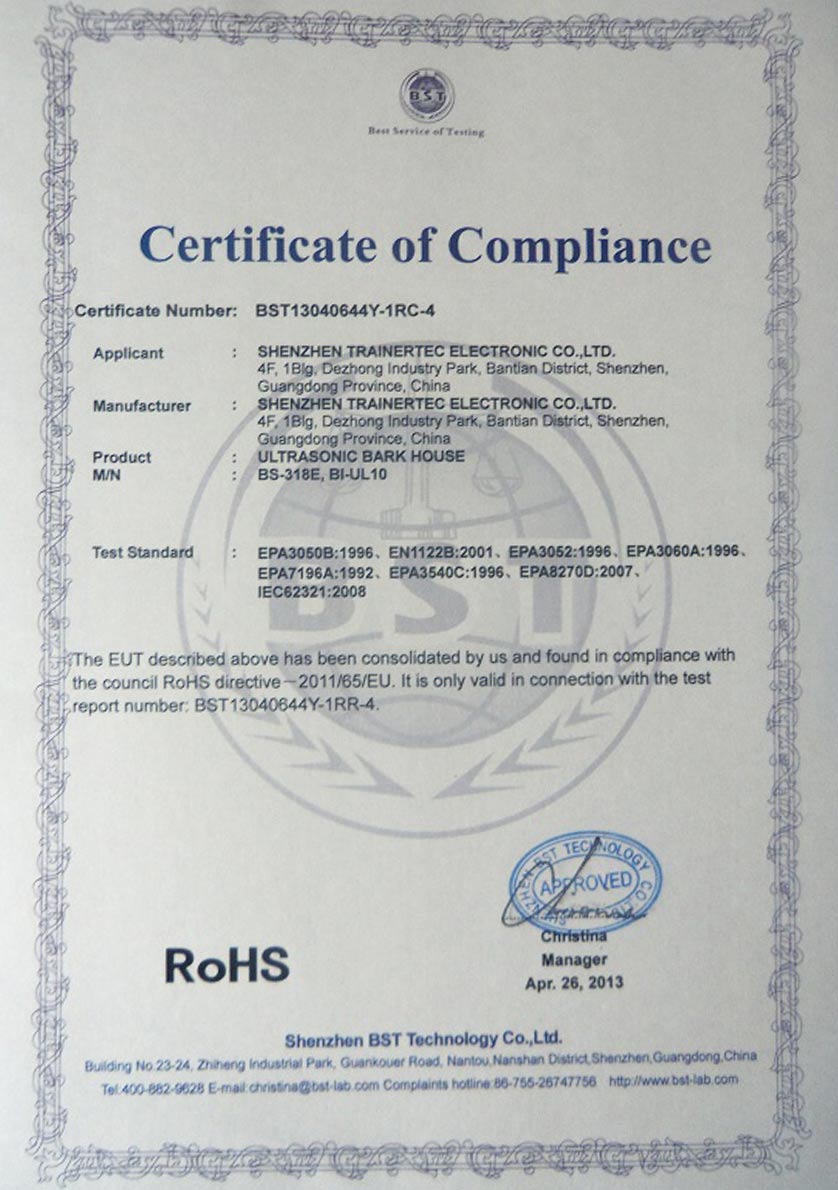 BST
Best Service of Testing
Certificate of Compliance
Certificate Number: BST13040644Y-1RC-4
Applicant : SHENZHEN TRAINERTEC ELECTRONIC CO.,LTD.
4F, 1Blg, Dezhong Industry Park, Bantian District, Shenzhen,
Guangdong Province, China
Manufacturer : SHENZHEN TRAINERTEC ELECTRONIC CO.,LTD.
4F, 1Blg, Dezhong Industry Park, Bantian District, Shenzhen,
Guangdong Province, China
Product : ULTRASONIC BARK HOUSE
M/N : BS-318E, BI-UL10
Test Standard : EPA3050B:1996、EN1122B:2001、EPA3052:1996、EPA3060A:1996、
EPA7196A:1992、EPA3540C:1996、EPA8270D:2007、
IEC62321:2008
BST
The EUT described above has been consolidated by us and found in compliance with
the council RoHS directive－2011/65/EU. It is only valid in connection with the test
report number: BST13040644Y-1RR-4.
BST TECHNOLOGY CO.
APPROVED
RoHS
Christina
Manager
Apr. 26, 2013
Shenzhen BST Technology Co.,Ltd.
Building No.23-24, Zhiheng Industrial Park, Guankouer Road, Nantou,Nanshan District,Shenzhen,Guangdong,China
Tel:400-882-9628 E-mail:christina@bst-lab.com Complaints hotline:86-755-26747756 http://www.bst-lab.com